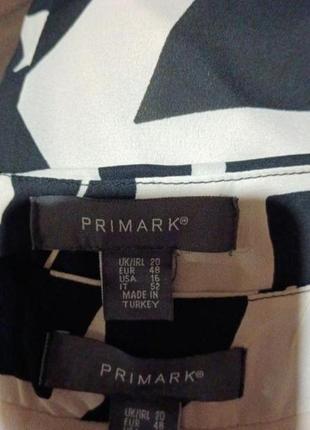 PRIMARK®
UK/IRL 20
EUR 48
USA 16
IT 52
MADE IN
TURKEY
PRIMARK®
UK/IRL 20
EUR 48